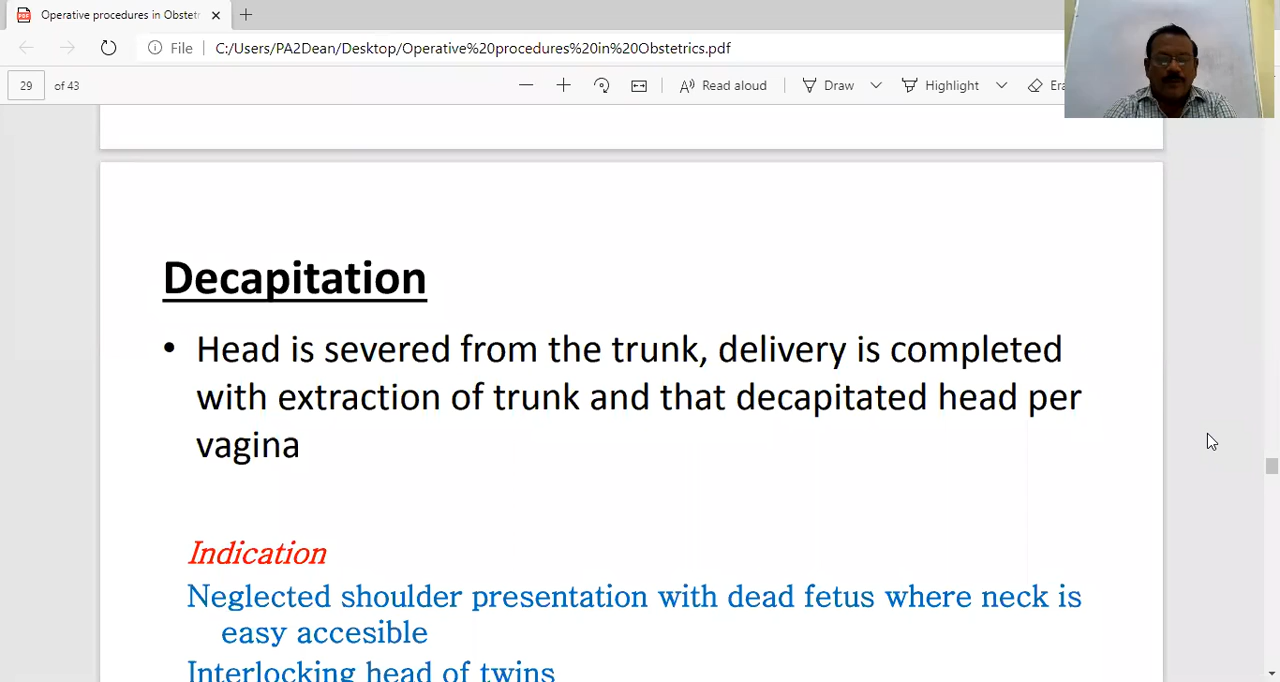 Operative procedures in Obstetr
File C:/Users/PA2Dean/Desktop/Operative%20procedures%20in%20Obstetrics.pdf
29 of 43 Read aloud Draw Highlight Era
Decapitation
• Head is severed from the trunk, delivery is completed
with extraction of trunk and that decapitated head per
vagina
Indication
Neglected shoulder presentation with dead fetus where neck is
easy accesible
Interlocking head of twins